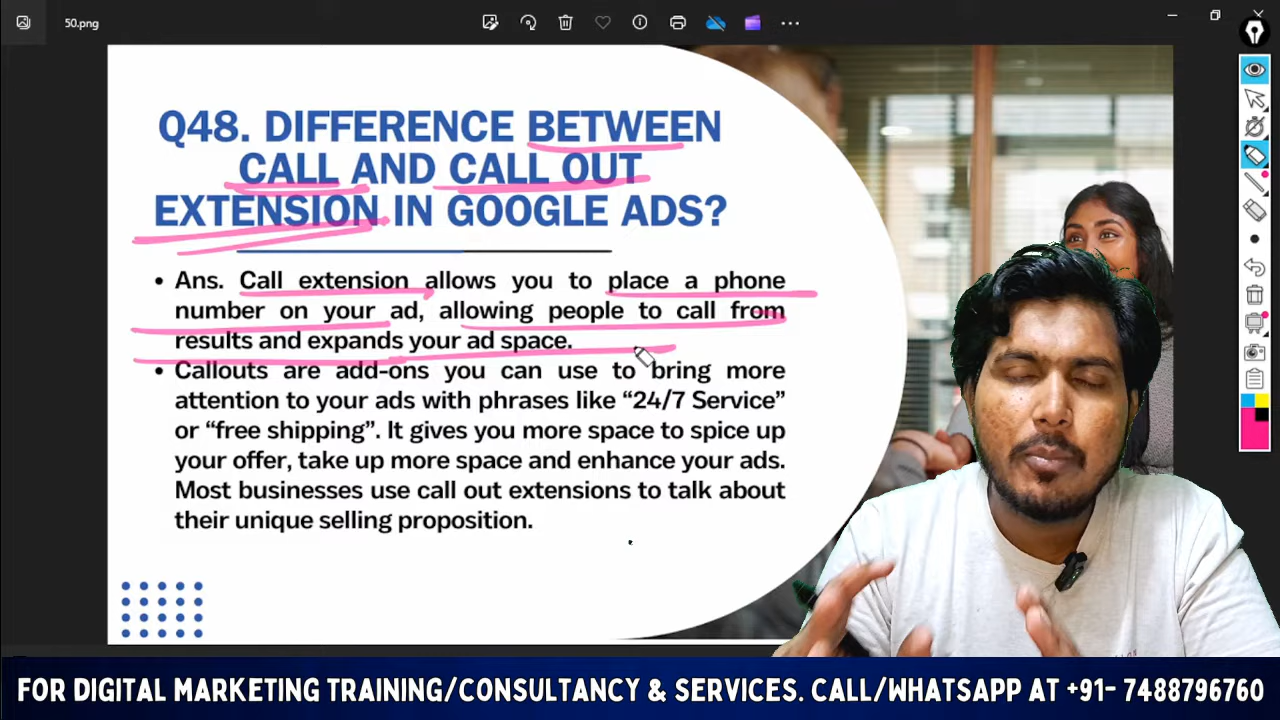 50.png
Q48. DIFFERENCE BETWEEN
CALL AND CALL OUT
EXTENSION IN GOOGLE ADS?
• Ans. Call extension allows you to place a phone
number on your ad, allowing people to call from
results and expands your ad space.
• Callouts are add-ons you can use to bring more
attention to your ads with phrases like “24/7 Service”
or “free shipping”. It gives you more space to spice up
your offer, take up more space and enhance your ads.
Most businesses use call out extensions to talk about
their unique selling proposition.
FOR DIGITAL MARKETING TRAINING/CONSULTANCY & SERVICES. CALL/WHATSAPP AT +91- 7488796760